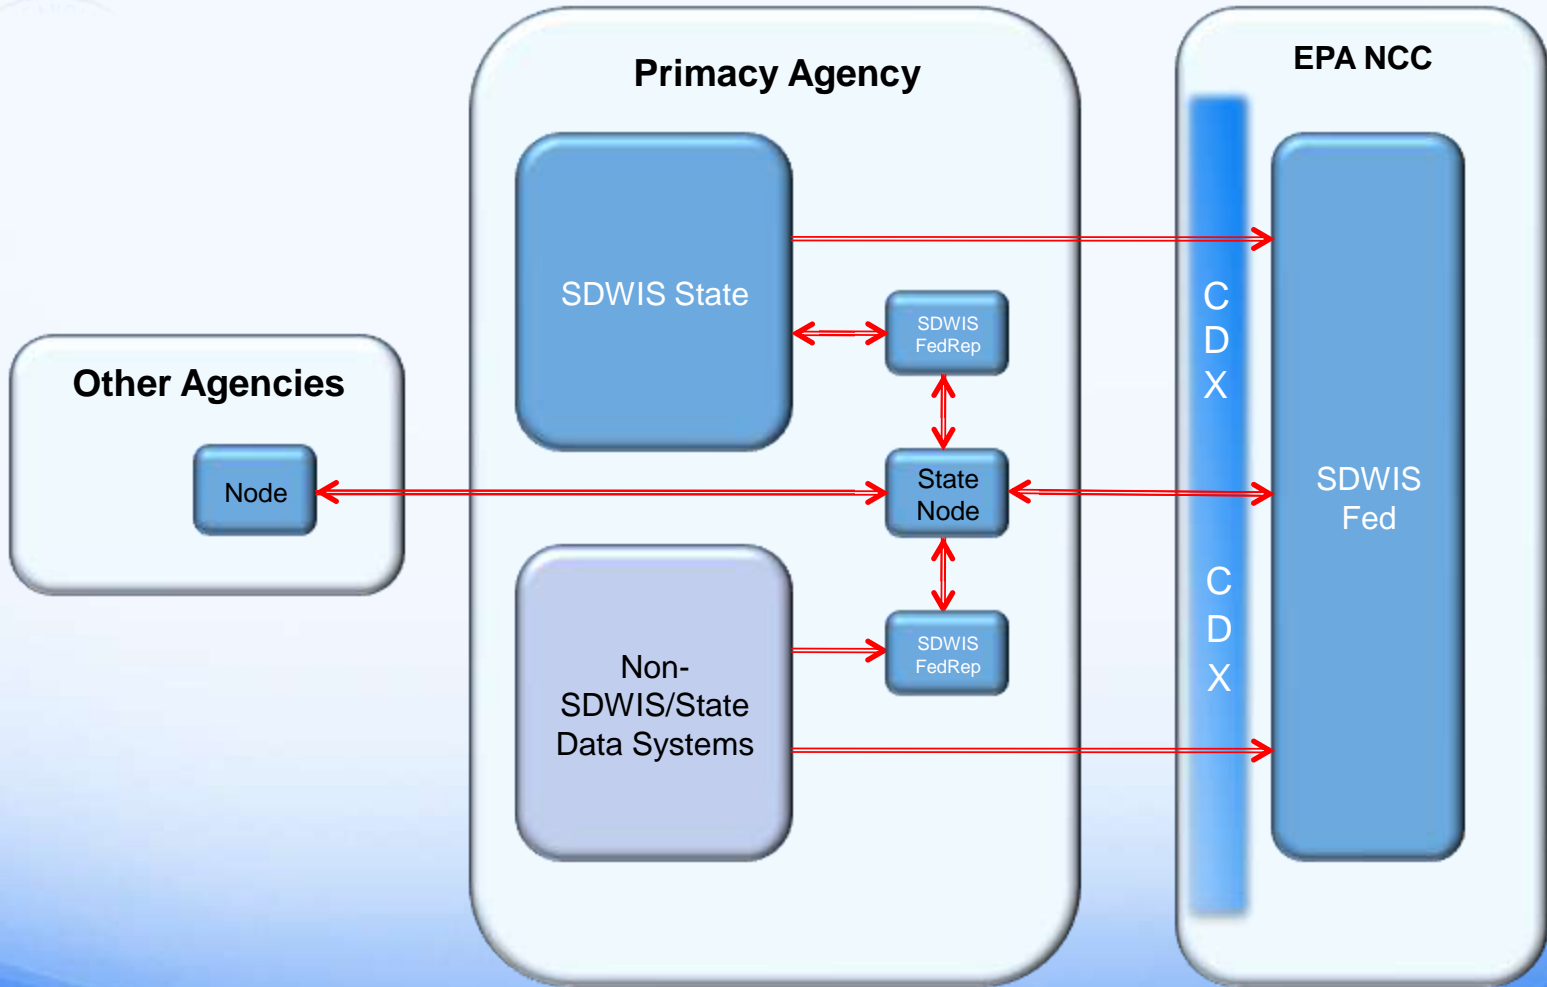 Primacy Agency
EPA NCC
SDWIS State
SDWIS
FedRep
C
D
X
Other Agencies
Node
State
Node
SDWIS
Fed
C
D
X
SDWIS
FedRep
Non-
SDWIS/State
Data Systems